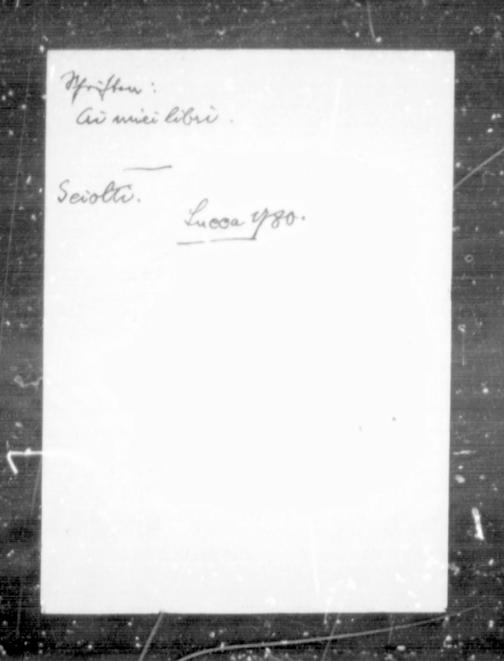 Schriften:
Ai miei libri.
Sciolti.
Lucca 1780.